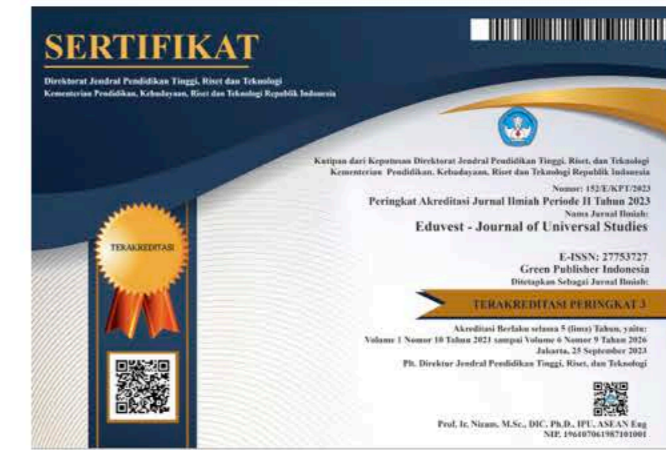 SERTIFIKAT
Direktorat Jendral Pendidikan Tinggi, Riset dan Teknologi
Kementerian Pendidikan, Kebudayaan, Riset dan Teknologi Republik Indonesia
Kutipan dari Keputusan Direktorat Jendral Pendidikan Tinggi, Riset, dan Teknologi
Kementerian Pendidikan, Kebudayaan, Riset dan Teknologi Republik Indonesia
Nomor: 152/E/KPT/2023
Peringkat Akreditasi Jurnal Ilmiah Periode II Tahun 2023
Nama Jurnal Ilmiah:
Eduvest - Journal of Universal Studies
E-ISSN: 27753727
Green Publisher Indonesia
Ditetapkan Sebagai Jurnal Ilmiah:
TERAKREDITASI
TERAKREDITASI PERINGKAT 3
Akreditasi Berlaku selama 5 (lima) Tahun, yaitu:
Volume 1 Nomor 10 Tahun 2021 sampai Volume 6 Nomor 9 Tahun 2026
Jakarta, 25 September 2023
Plt. Direktur Jendral Pendidikan Tinggi, Riset, dan Teknologi
Prof. Ir. Nizam, M.Sc., DIC, Ph.D., IPU, ASEAN Eng
NIP. 196107061987101001